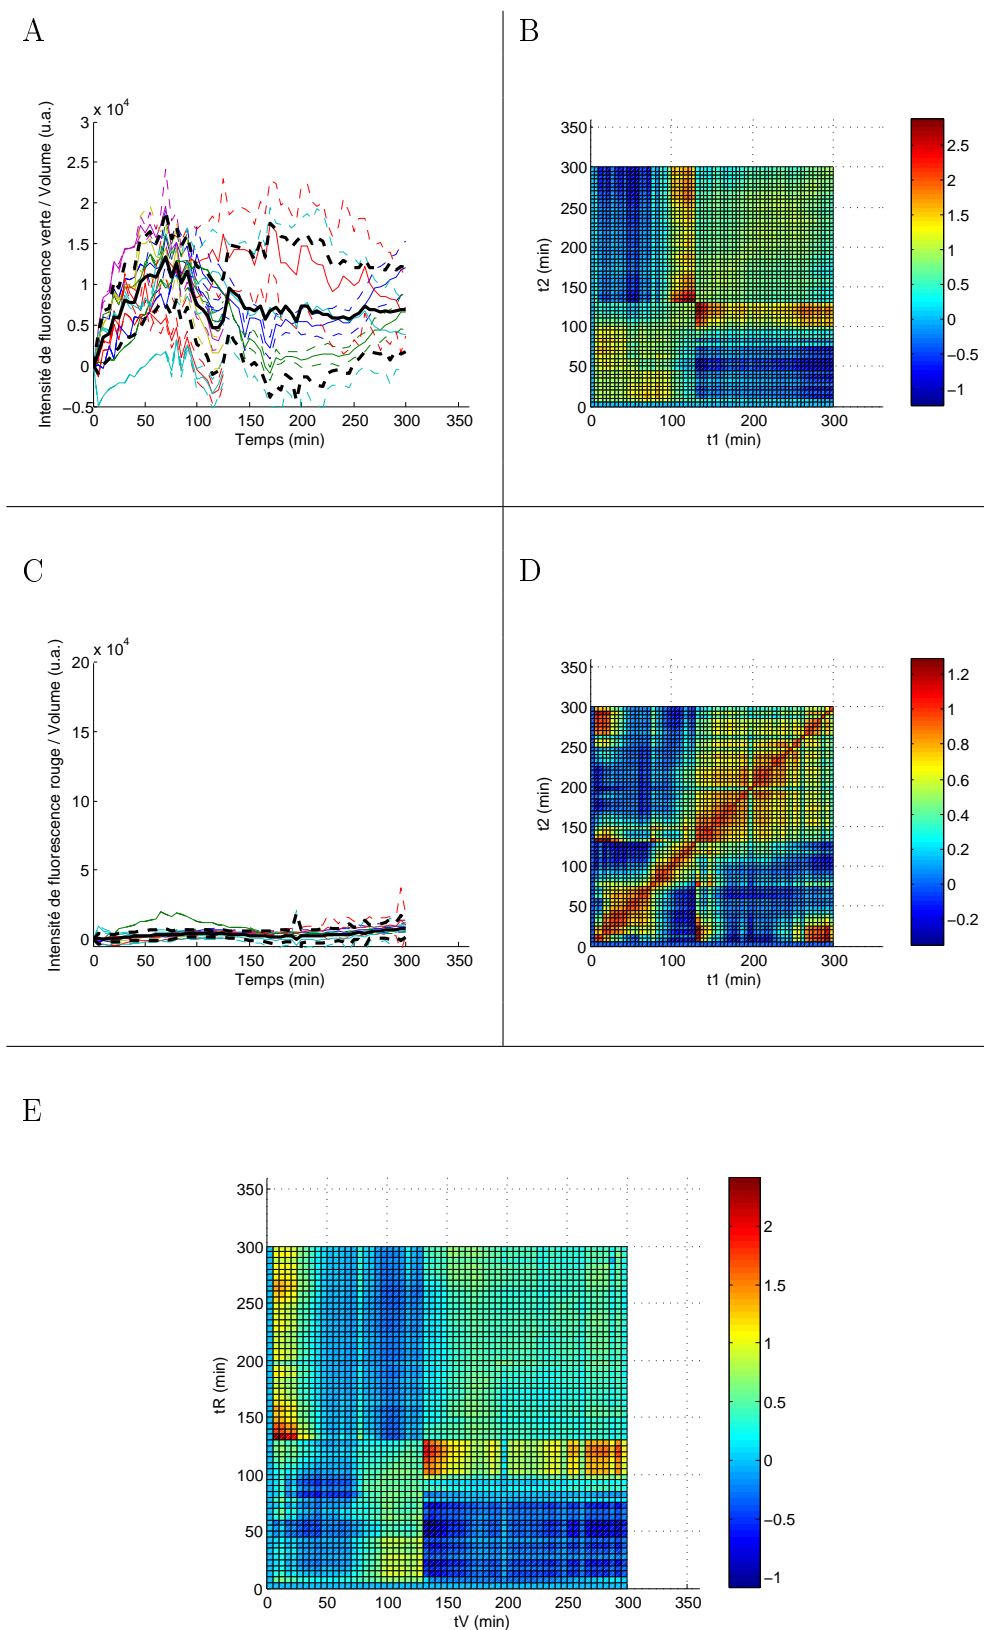 A
B
x 10^4
3
2.5
2
1.5
1
0.5
0
−0.5
0 50 100 150 200 250 300 350
Temps (min)
Intensité de fluorescence verte / Volume (u.a.)
350
300
250
200
150
100
50
0
0 100 200 300
t1 (min)
t2 (min)
2.5
2
1.5
1
0.5
0
−0.5
−1
C
D
x 10^4
20
15
10
5
0
0 50 100 150 200 250 300 350
Temps (min)
Intensité de fluorescence rouge / Volume (u.a.)
350
300
250
200
150
100
50
0
0 100 200 300
t1 (min)
t2 (min)
1.2
1
0.8
0.6
0.4
0.2
0
−0.2
E
350
300
250
200
150
100
50
0
0 50 100 150 200 250 300 350
tV (min)
tR (min)
2
1.5
1
0.5
0
−0.5
−1